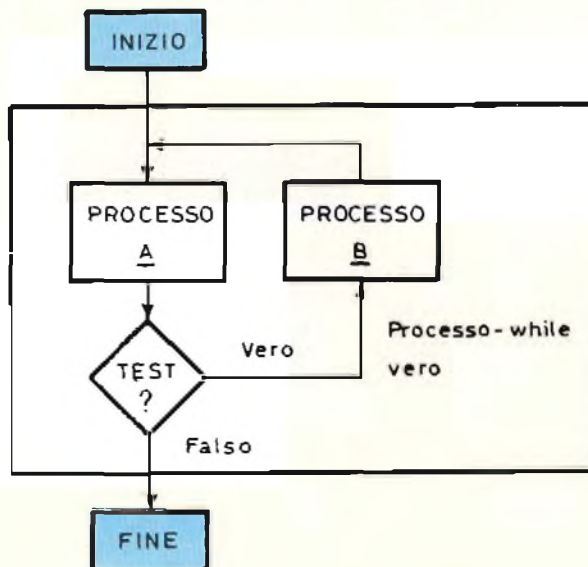 INIZIO
PROCESSO
A
PROCESSO
B
TEST
?
Vero
Processo-while
vero
Falso
FINE